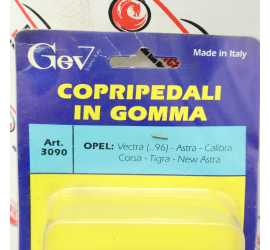 Gev
Made in Italy
COPRIPEDALI
IN GOMMA
Art.
3090
OPEL: Vectra (..96) - Astra - Calibra
Corsa - Tigra - New Astra